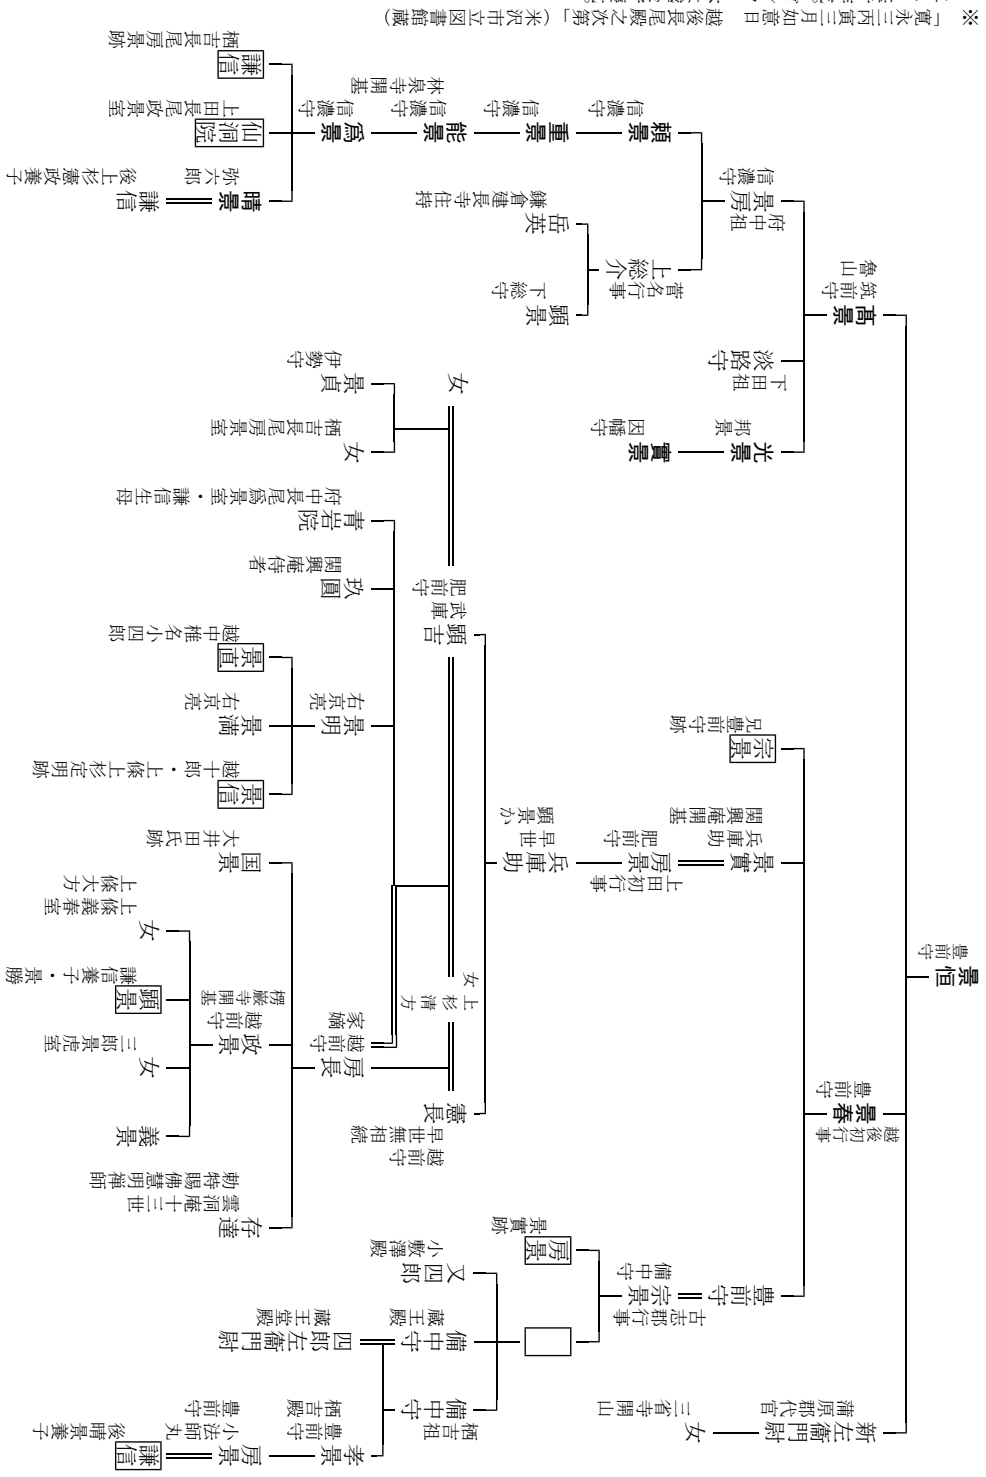 豊前守
景恒
魯山
筑前守
高景
越後初行事
豊前守
景春
蒲原郡代官
新左衛門尉
三雀寺開山
女
信濃守
景房
府中祖
淡路守
下田祖
邦景
光景
因幡守
實景
信濃守
頼景
信濃守
重景
信濃守
能景
林泉寺開基
信濃守
爲景
菅名行事
上総介
鎌倉建長寺住持
岳英
下総守
顕景
栖吉長尾房景跡
謙信
上田長尾政景室
仙洞院
弥六郎
晴景
後上杉憲政養子
謙信
兄豊前守跡
宗景
関興庵開基
兵庫助
景實
上田初行事
肥前守
房景
顕景か
早世
兵庫助
豊前守
備中守
宗景
古志郡行事
景實跡
房景
肥前守
武庫
顕吉
女
女
上杉清方
憲長
早世無相続
越前守
伊勢守
景貞
栖吉長尾房景室
女
府中長尾爲景室・謙信生母
青岩院
関興庵侍者
玖圓
右京亮
景明
家嫡
越前守
房長
越中椎名小四郎
景直
右京亮
景満
越十郎・上條上杉定明跡
景信
大井田氏跡
国景
楞厳寺開基
越前守
政景
勅特賜佛慧明禅師
雲洞庵十三世
存達
上條大方
上條義春室
女
謙信養子・景勝
顕景
三郎景虎室
女
義景
小敷澤殿
又四郎
蔵王殿
備中守
蔵王堂殿
四郎左衛門尉
栖吉祖
備中守
栖吉殿
豊前守
孝景
豊前守
小法師丸
房景
後晴景養子
謙信
※「寛永三丙寅三月如意日　越後長尾殿之次第」（米沢市立図書館蔵）